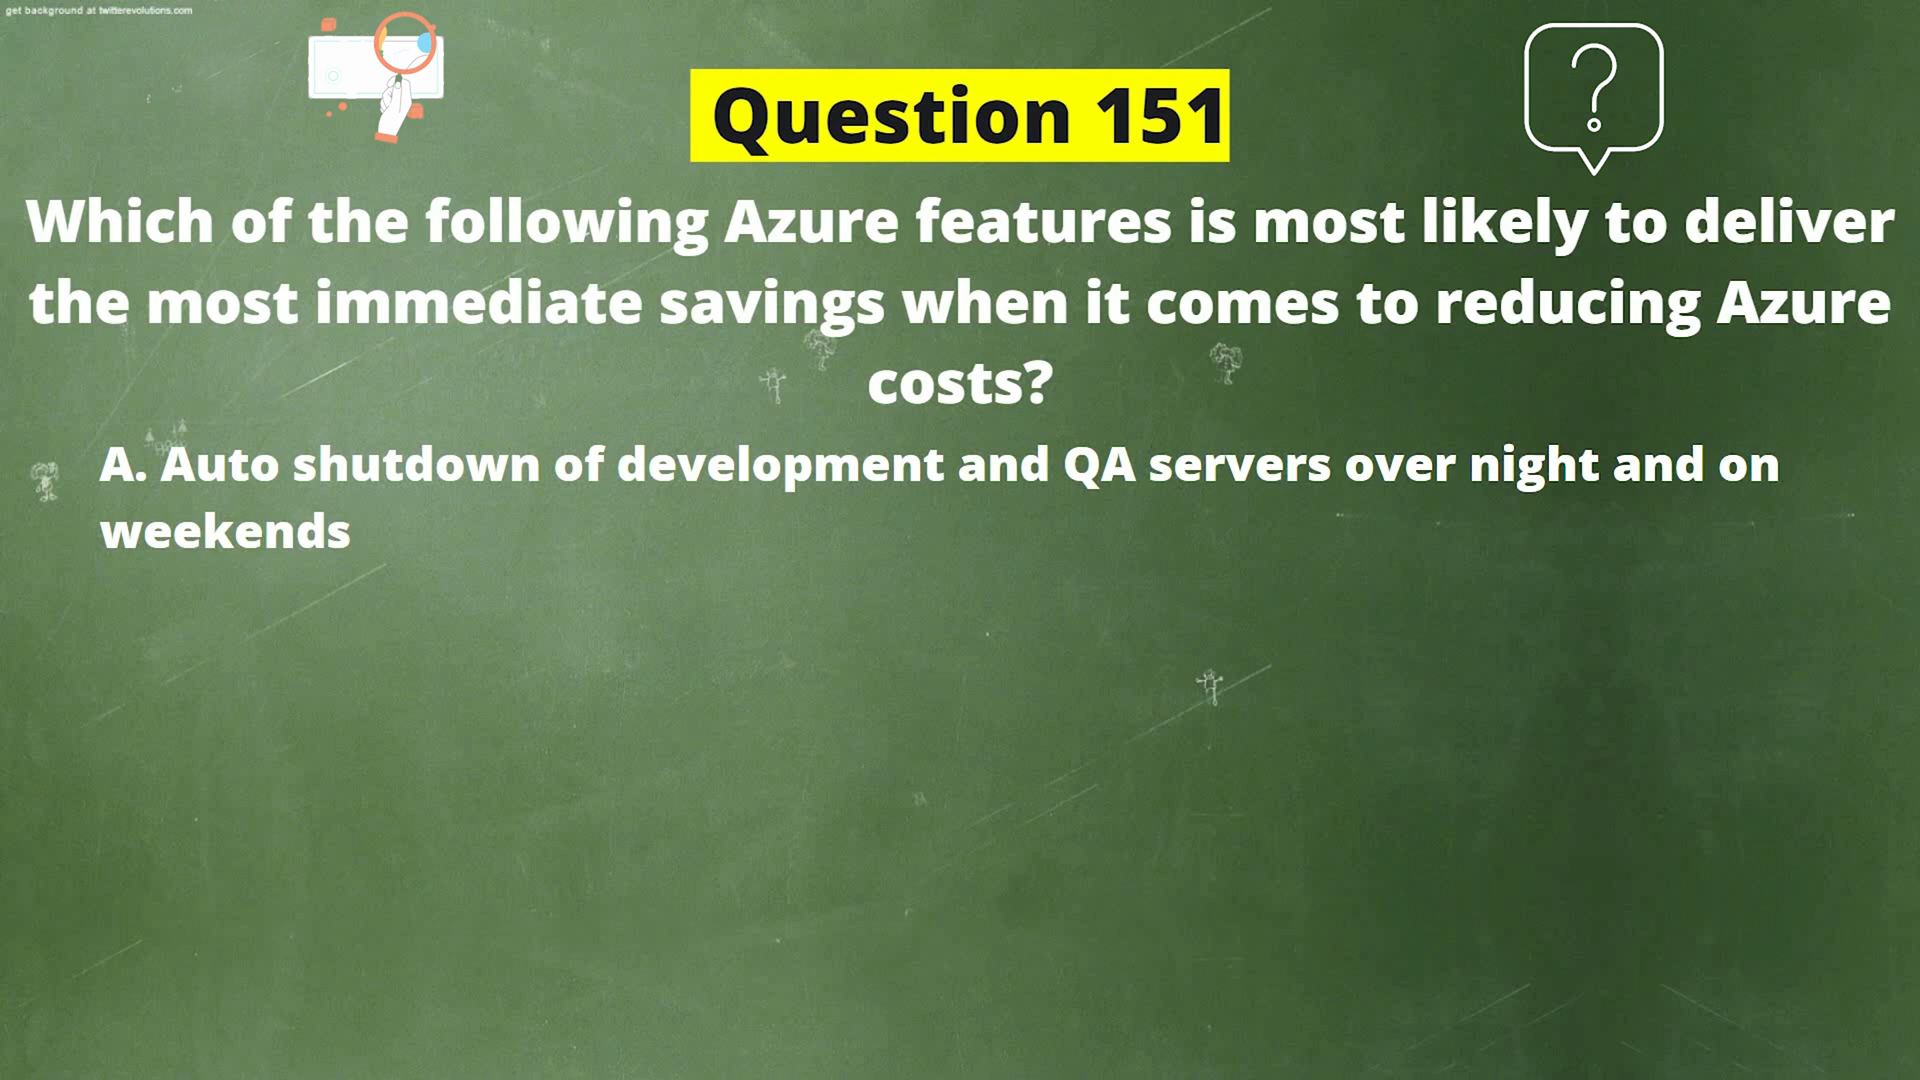 get background at twitterevolutions.com
Question 151
Which of the following Azure features is most likely to deliver
the most immediate savings when it comes to reducing Azure
costs?
A. Auto shutdown of development and QA servers over night and on
weekends